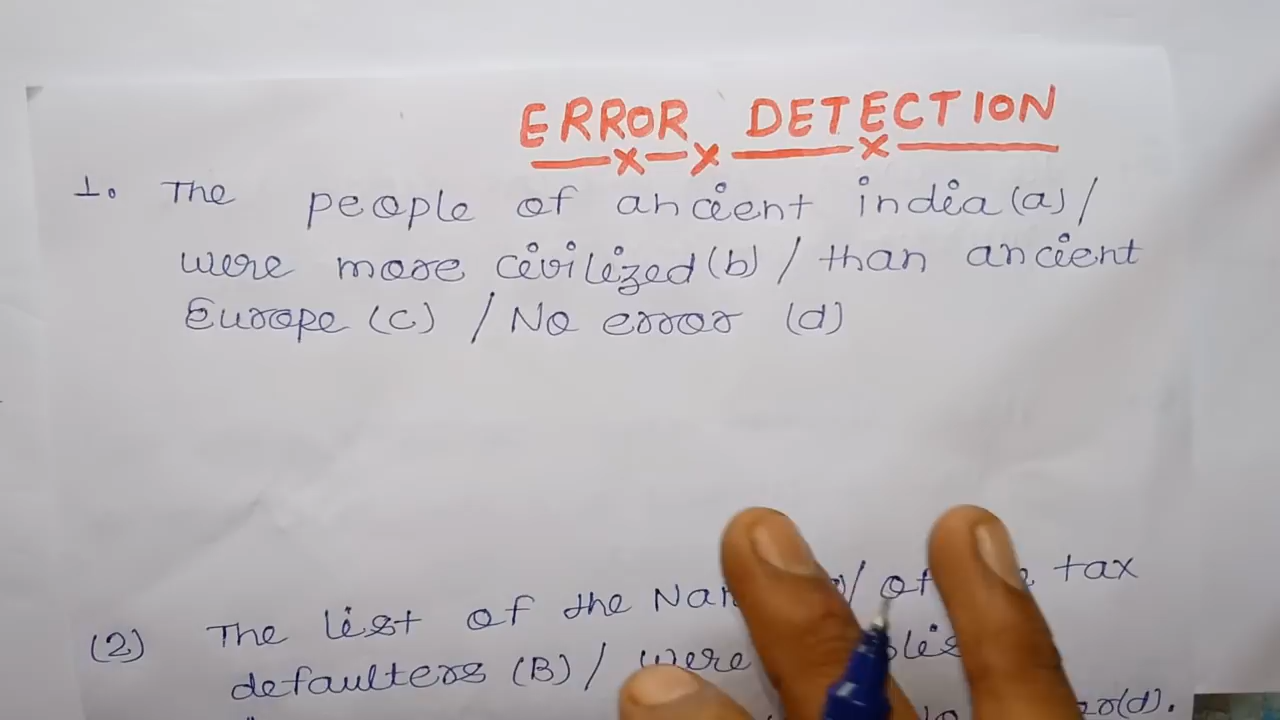 ERROR DETECTION
1. The people of ancient india (a) /
were more civilized (b) / than ancient
Europe (c) / No error (d)
(2) The list of the / of tax
defaulters (B) / were
(d).